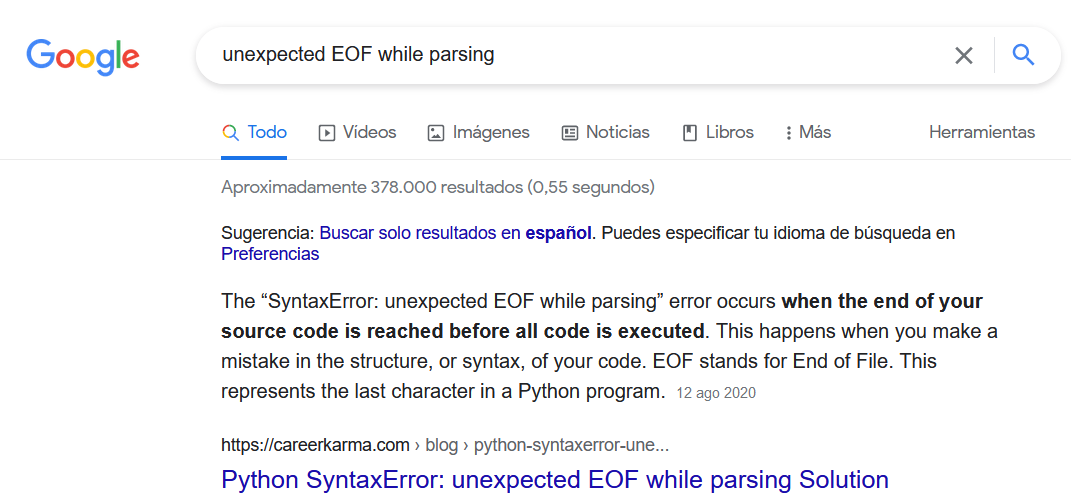 Google
unexpected EOF while parsing
Todo Vídeos Imágenes Noticias Libros Más Herramientas
Aproximadamente 378.000 resultados (0,55 segundos)
Sugerencia: Buscar solo resultados en español. Puedes especificar tu idioma de búsqueda en
Preferencias
The “SyntaxError: unexpected EOF while parsing” error occurs when the end of your
source code is reached before all code is executed. This happens when you make a
mistake in the structure, or syntax, of your code. EOF stands for End of File. This
represents the last character in a Python program. 12 ago 2020
https://careerkarma.com › blog › python-syntaxerror-une...
Python SyntaxError: unexpected EOF while parsing Solution